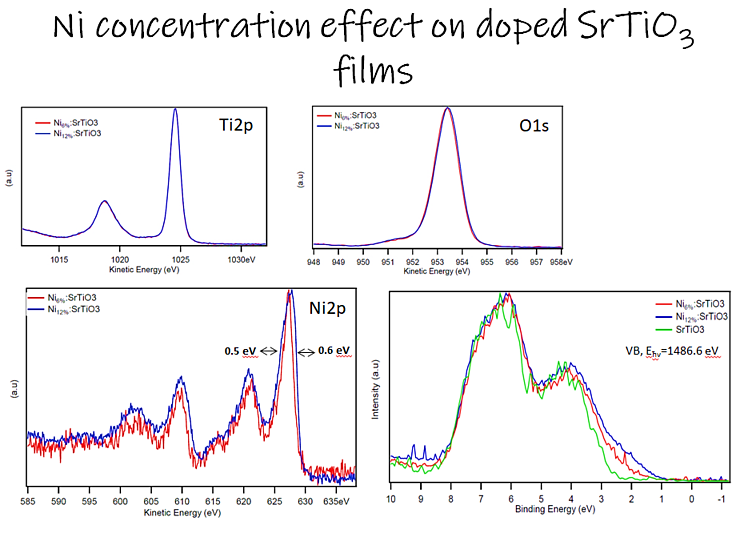 Ni concentration effect on doped SrTiO3
films
Ni6%:SrTiO3
Ni12%:SrTiO3
Ti2p
(a.u)
1015 1020 1025 1030eV
Kinetic Energy (eV)
Ni6%:SrTiO3
Ni12%:SrTiO3
O1s
(a.u)
948 949 950 951 952 953 954 955 956 957 958eV
Kinetic Energy (eV)
Ni6%:SrTiO3
Ni12%:SrTiO3
Ni2p
0.5 eV
0.6 eV
(a.u)
585 590 595 600 605 610 615 620 625 630 635eV
Kinetic Energy (eV)
Ni6%:SrTiO3
Ni12%:SrTiO3
SrTiO3
VB, Ehv=1486.6 eV
Intensity (a.u)
10 9 8 7 6 5 4 3 2 1 0 -1
Binding Energy (eV)